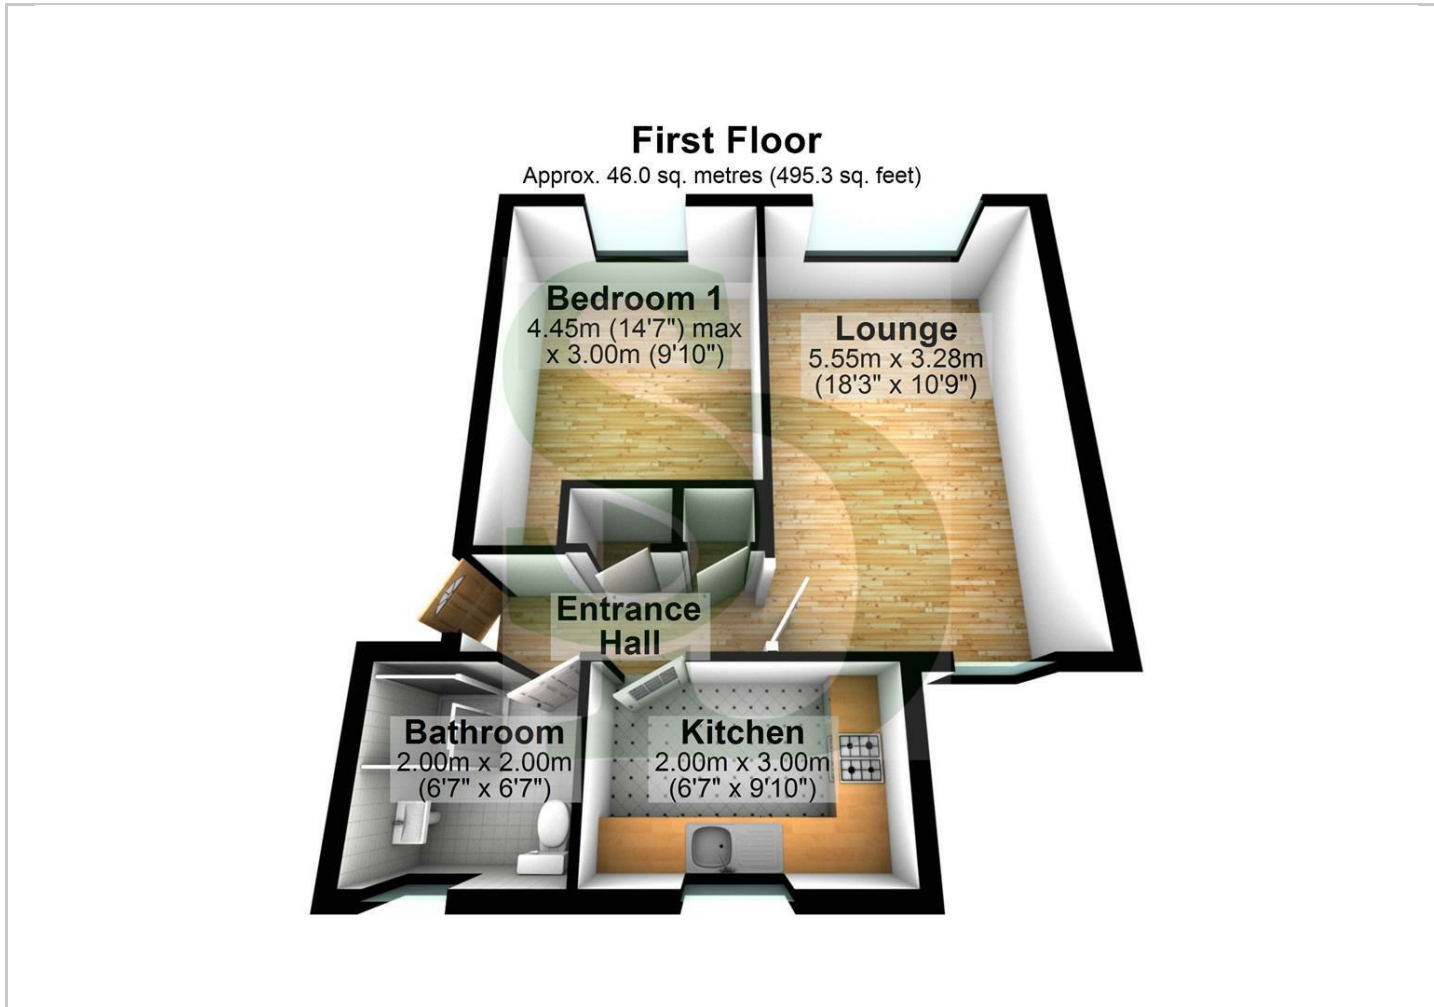 First Floor
Approx. 46.0 sq. metres (495.3 sq. feet)
Bedroom 1
4.45m (14'7") max
x 3.00m (9'10")
Lounge
5.55m x 3.28m
(18'3" x 10'9")
Entrance
Hall
Bathroom
2.00m x 2.00m
(6'7" x 6'7")
Kitchen
2.00m x 3.00m
(6'7" x 9'10")